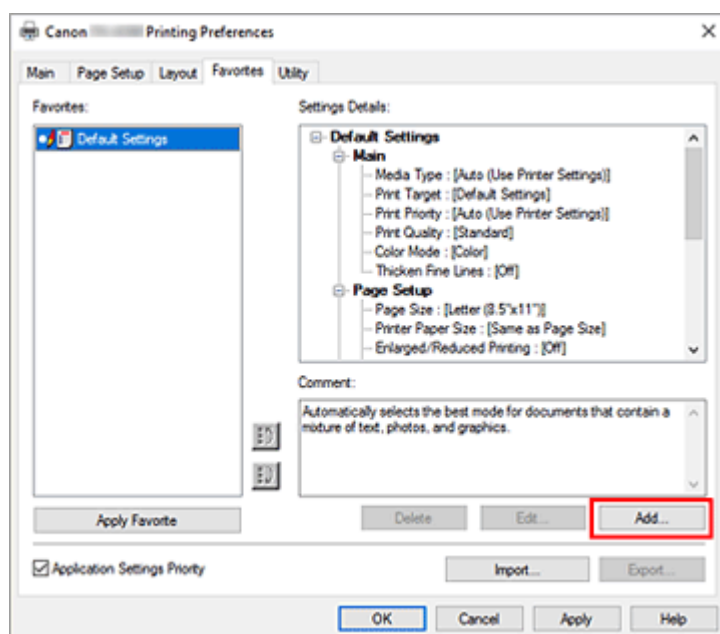 Canon Printing Preferences
Main Page Setup Layout Favorites Utility
Favorites:
Default Settings
Settings Details:
Default Settings
Main
Media Type : [Auto (Use Printer Settings)]
Print Target : [Default Settings]
Print Priority : [Auto (Use Printer Settings)]
Print Quality : [Standard]
Color Mode : [Color]
Thicken Fine Lines : [Off]
Page Setup
Page Size : [Letter (8.5"x11")]
Printer Paper Size : [Same as Page Size]
Enlarged/Reduced Printing : [Off]
Comment:
Automatically selects the best mode for documents that contain a
mixture of text, photos, and graphics.
Apply Favorite
Delete Edit... Add...
Application Settings Priority
Import... Export...
OK Cancel Apply Help